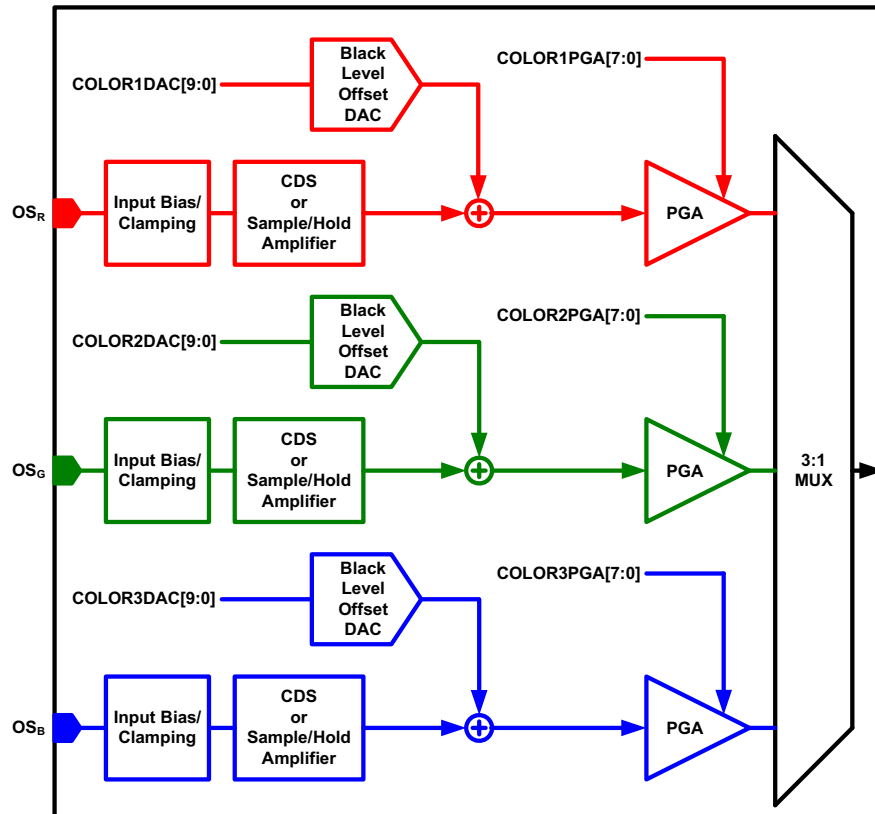 Black
Level
Offset
DAC
COLOR1DAC[9:0]
COLOR1PGA[7:0]
OSR
Input Bias/
Clamping
CDS
or
Sample/Hold
Amplifier
PGA
Black
Level
Offset
DAC
COLOR2DAC[9:0]
COLOR2PGA[7:0]
OSG
Input Bias/
Clamping
CDS
or
Sample/Hold
Amplifier
PGA
3:1
MUX
Black
Level
Offset
DAC
COLOR3DAC[9:0]
COLOR3PGA[7:0]
OSB
Input Bias/
Clamping
CDS
or
Sample/Hold
Amplifier
PGA